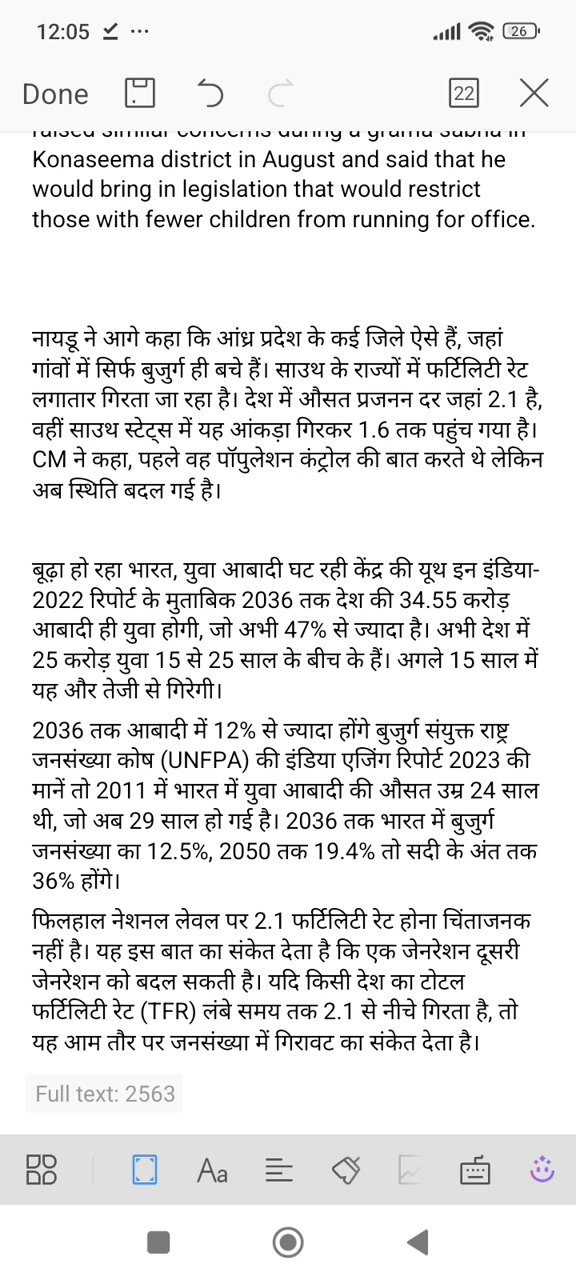 12:05
26
Done
22
raised similar concerns during a grama sabha in
Konaseema district in August and said that he
would bring in legislation that would restrict
those with fewer children from running for office.
नायडू ने आगे कहा कि आंध्र प्रदेश के कई जिले ऐसे हैं, जहां
गांवों में सिर्फ बुजुर्ग ही बचे हैं। साउथ के राज्यों में फर्टिलिटी रेट
लगातार गिरता जा रहा है। देश में औसत प्रजनन दर जहां 2.1 है,
वहीं साउथ स्टेट्स में यह आंकड़ा गिरकर 1.6 तक पहुंच गया है।
CM ने कहा, पहले वह पॉपुलेशन कंट्रोल की बात करते थे लेकिन
अब स्थिति बदल गई है।
बूढ़ा हो रहा भारत, युवा आबादी घट रही केंद्र की यूथ इन इंडिया-
2022 रिपोर्ट के मुताबिक 2036 तक देश की 34.55 करोड़
आबादी ही युवा होगी, जो अभी 47% से ज्यादा है। अभी देश में
25 करोड़ युवा 15 से 25 साल के बीच के हैं। अगले 15 साल में
यह और तेजी से गिरेगी।
2036 तक आबादी में 12% से ज्यादा होंगे बुजुर्ग संयुक्त राष्ट्र
जनसंख्या कोष (UNFPA) की इंडिया एजिंग रिपोर्ट 2023 की
मानें तो 2011 में भारत में युवा आबादी की औसत उम्र 24 साल
थी, जो अब 29 साल हो गई है। 2036 तक भारत में बुजुर्ग
जनसंख्या का 12.5%, 2050 तक 19.4% तो सदी के अंत तक
36% होंगे।
फिलहाल नेशनल लेवल पर 2.1 फर्टिलिटी रेट होना चिंताजनक
नहीं है। यह इस बात का संकेत देता है कि एक जेनरेशन दूसरी
जेनरेशन को बदल सकती है। यदि किसी देश का टोटल
फर्टिलिटी रेट (TFR) लंबे समय तक 2.1 से नीचे गिरता है, तो
यह आम तौर पर जनसंख्या में गिरावट का संकेत देता है।
Full text: 2563
Aa